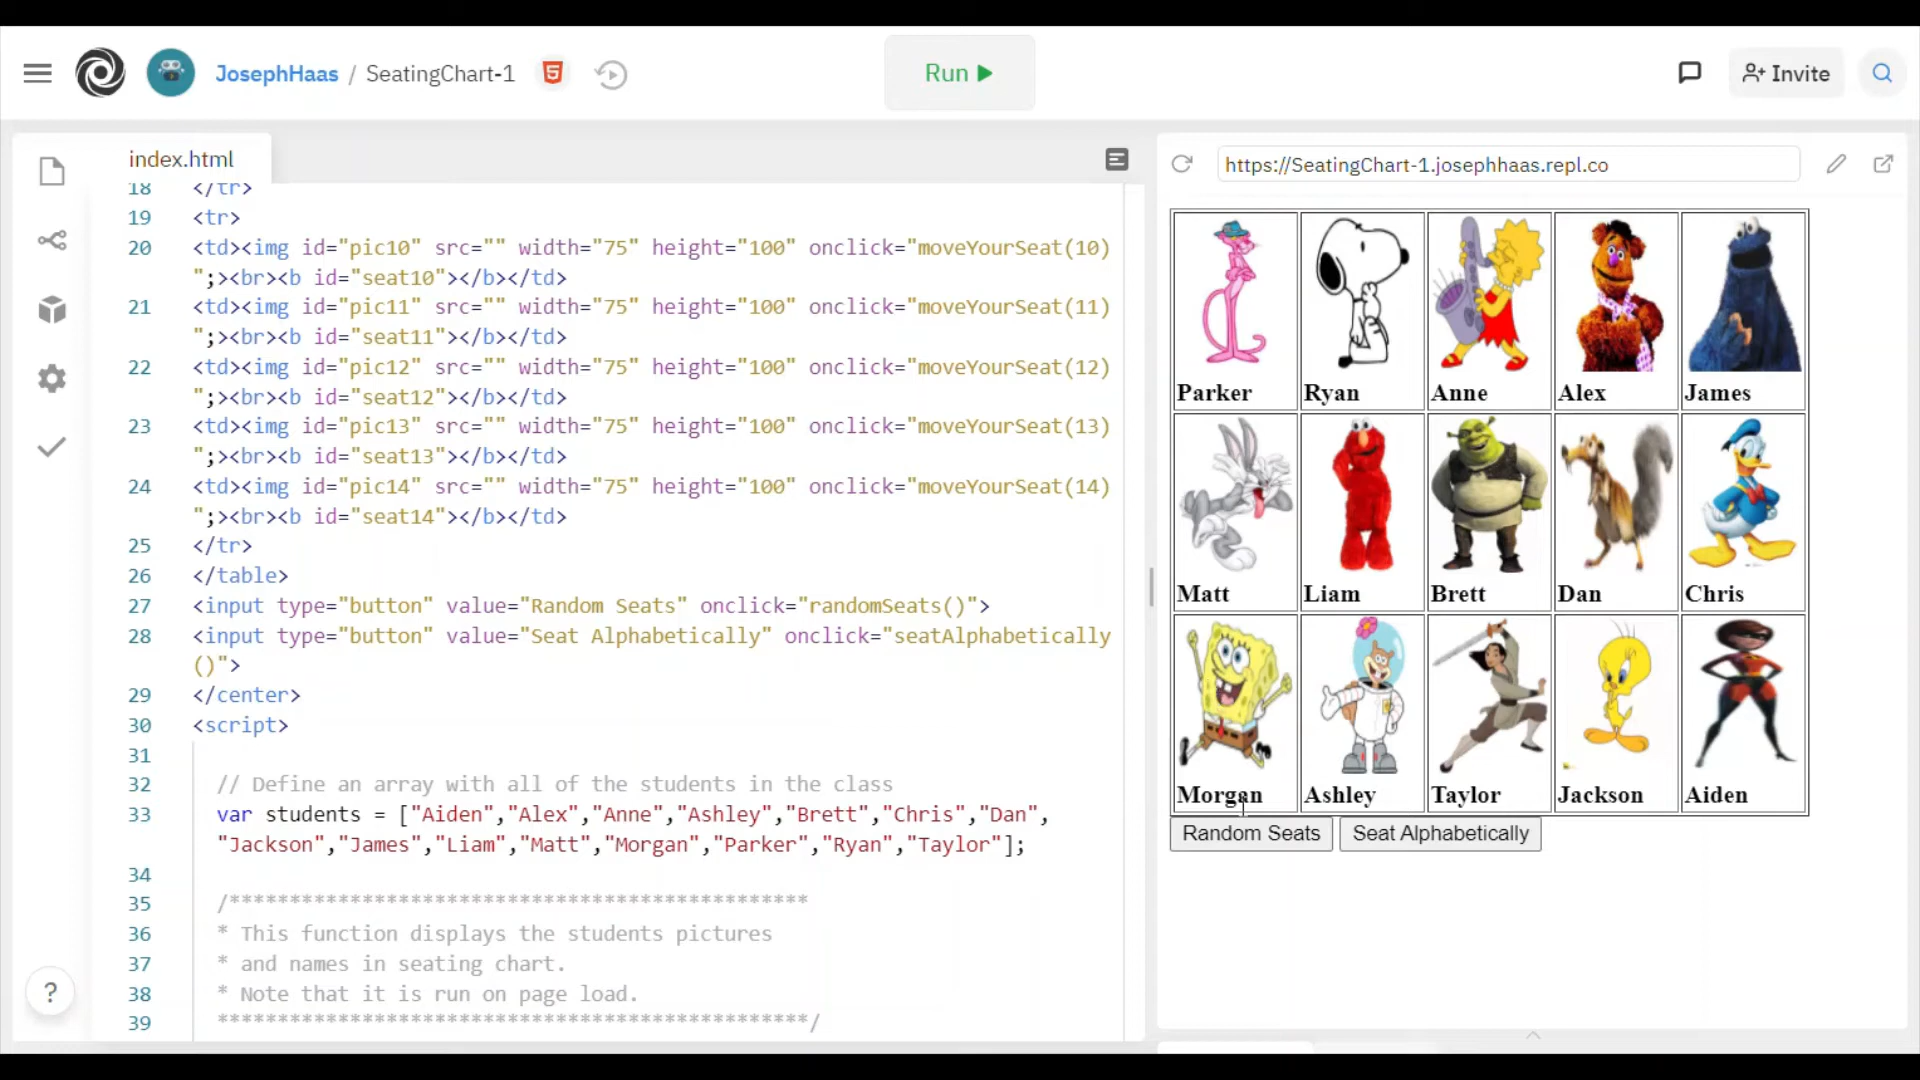 JosephHaas / SeatingChart-1
5
Run
Invite
index.html
https://SeatingChart-1.josephhaas.repl.co
18 </tr>
19 <tr>
20 <td><img id="pic10" src="" width="75" height="100" onclick="moveYourSeat(10)
";><br><b id="seat10"></b></td>
21 <td><img id="pic11" src="" width="75" height="100" onclick="moveYourSeat(11)
";><br><b id="seat11"></b></td>
22 <td><img id="pic12" src="" width="75" height="100" onclick="moveYourSeat(12)
";><br><b id="seat12"></b></td>
23 <td><img id="pic13" src="" width="75" height="100" onclick="moveYourSeat(13)
";><br><b id="seat13"></b></td>
24 <td><img id="pic14" src="" width="75" height="100" onclick="moveYourSeat(14)
";><br><b id="seat14"></b></td>
25 </tr>
26 </table>
27 <input type="button" value="Random Seats" onclick="randomSeats()">
28 <input type="button" value="Seat Alphabetically" onclick="seatAlphabetically
()">
29 </center>
30 <script>
31
32 // Define an array with all of the students in the class
33 var students = ["Aiden","Alex","Anne","Ashley","Brett","Chris","Dan",
"Jackson","James","Liam","Matt","Morgan","Parker","Ryan","Taylor"];
34
35 /*************************************************
36 * This function displays the students pictures
37 * and names in seating chart.
38 * Note that it is run on page load.
39 **************************************************/
?
Parker Ryan Anne Alex James
Matt Liam Brett Dan Chris
Morgan Ashley Taylor Jackson Aiden
Random Seats Seat Alphabetically